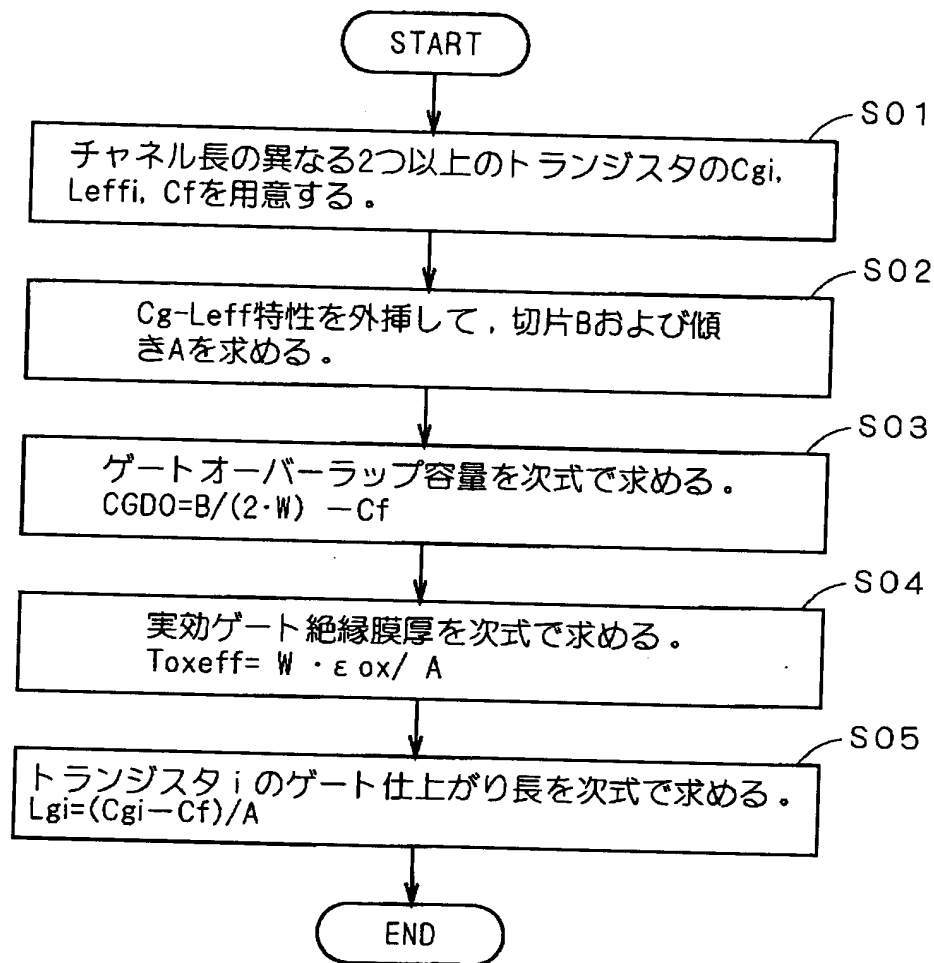 START
S01
チャネル長の異なる2つ以上のトランジスタのCgi,
Leffi, Cfを用意する。
S02
Cg-Leff特性を外挿して,切片Bおよび傾
きAを求める。
S03
ゲートオーバーラップ容量を次式で求める。
CGDO=B/(2·W) −Cf
S04
実効ゲート絶縁膜厚を次式で求める。
Toxeff= W ·εox/ A
S05
トランジスタiのゲート仕上がり長を次式で求める。
Lgi=(Cgi−Cf)/A
END